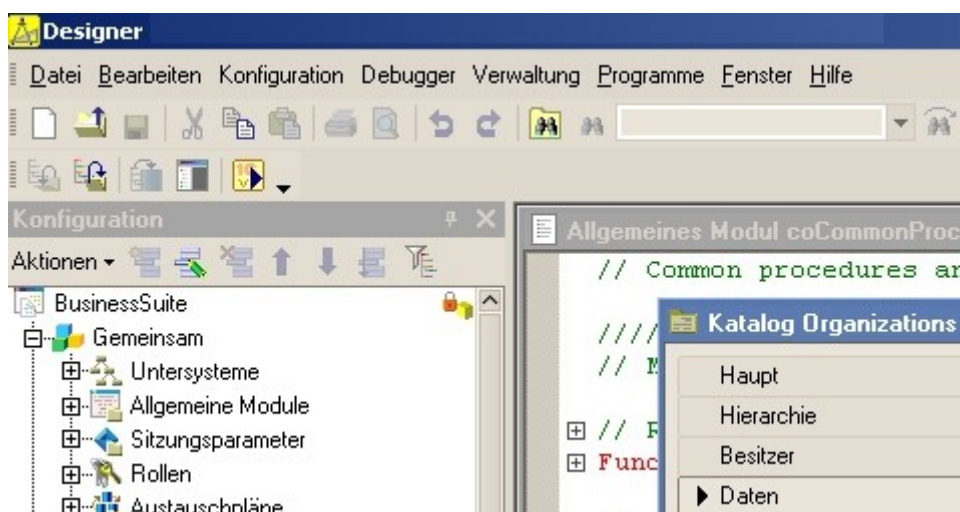 Designer
Datei Bearbeiten Konfiguration Debugger Verwaltung Programme Fenster Hilfe
Konfiguration
Aktionen
BusinessSuite
Gemeinsam
Untersysteme
Allgemeine Module
Sitzungsparameter
Rollen
Austauschpläne
Allgemeines Modul coCommonProc
// Common procedures an
////
// M
// R
Func
Katalog Organizations
Haupt
Hierarchie
Besitzer
Daten